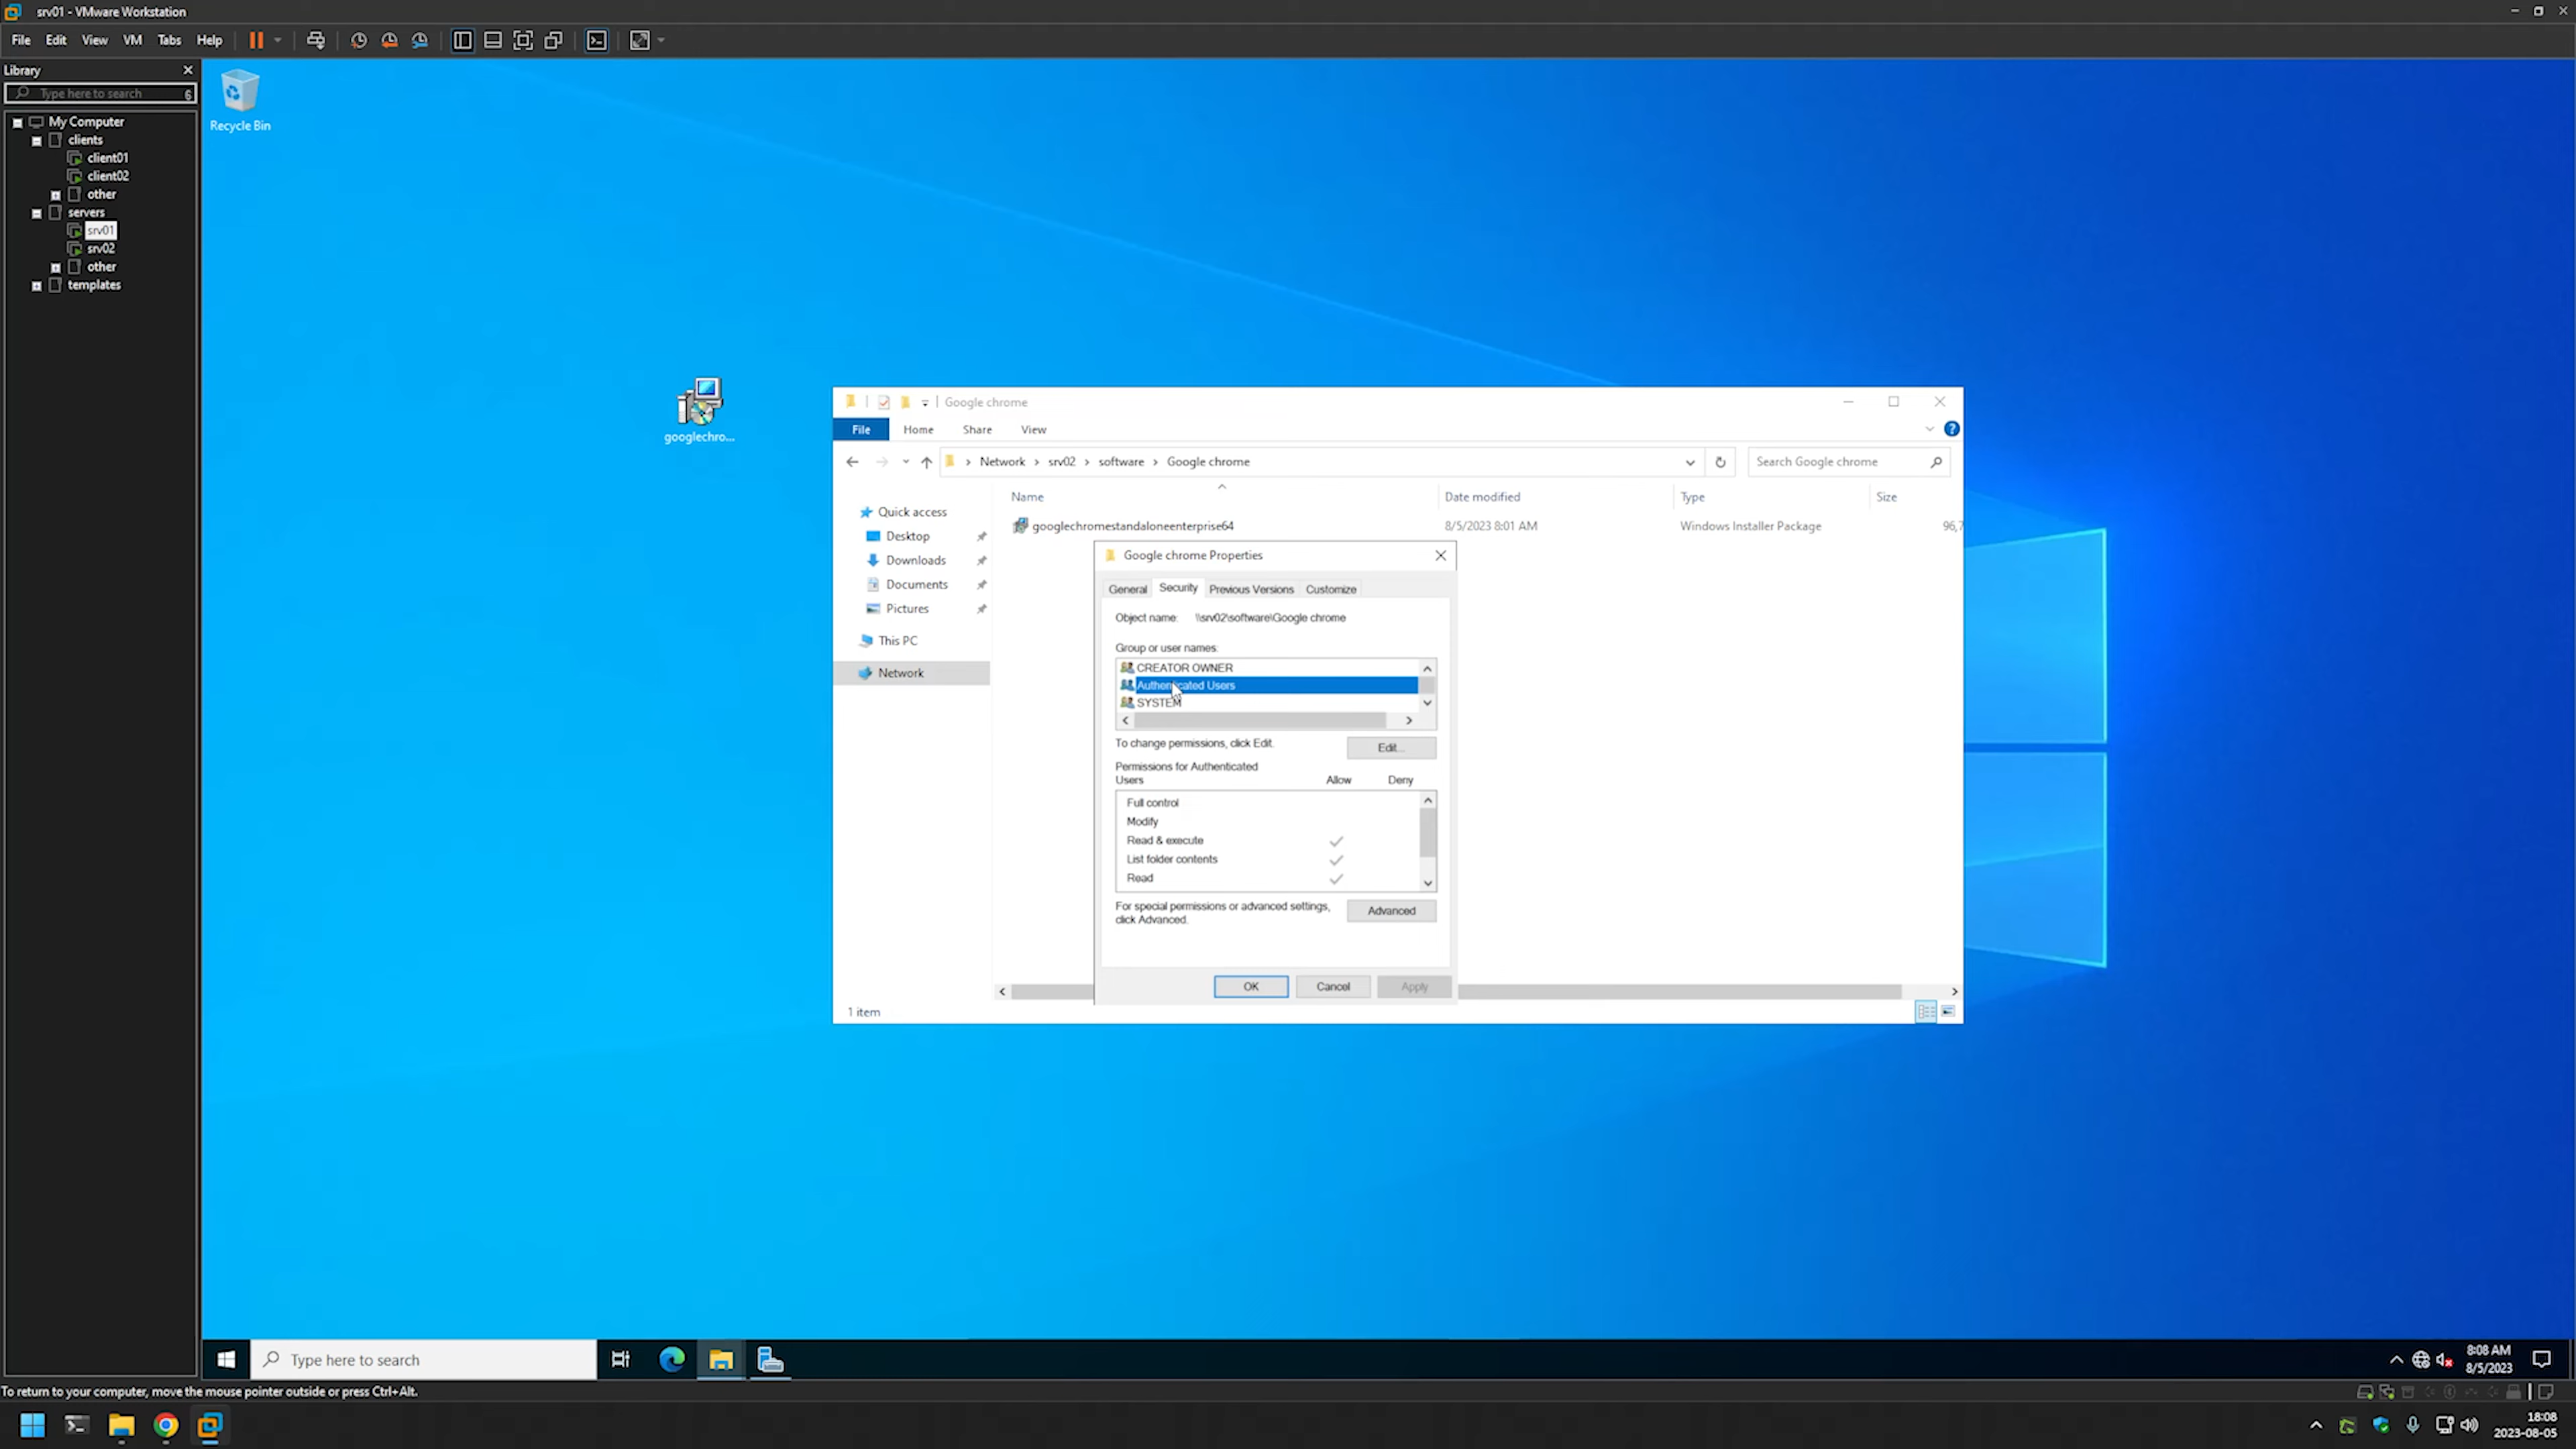 srv01 - VMware Workstation
File Edit View VM Tabs Help
Library
Type here to search
My Computer
clients
client01
client02
other
servers
srv01
srv02
other
templates
Recycle Bin
googlechro...
Google chrome
File Home Share View
Network srv02 software Google chrome
Search Google chrome
Name Date modified Type Size
googlechromestandaloneenterprise64 8/5/2023 8:01 AM Windows Installer Package 96,7
Quick access
Desktop
Downloads
Documents
Pictures
This PC
Network
Google chrome Properties
General Security Previous Versions Customize
Object name: \\srv02\software\Google chrome
Group or user names:
CREATOR OWNER
Authenticated Users
SYSTEM
To change permissions, click Edit.
Edit...
Permissions for Authenticated
Users Allow Deny
Full control
Modify
Read & execute
List folder contents
Read
For special permissions or advanced settings,
click Advanced.
Advanced
OK Cancel Apply
1 item
Type here to search
8:08 AM
8/5/2023
To return to your computer, move the mouse pointer outside or press Ctrl+Alt.
18:08
2023-08-05